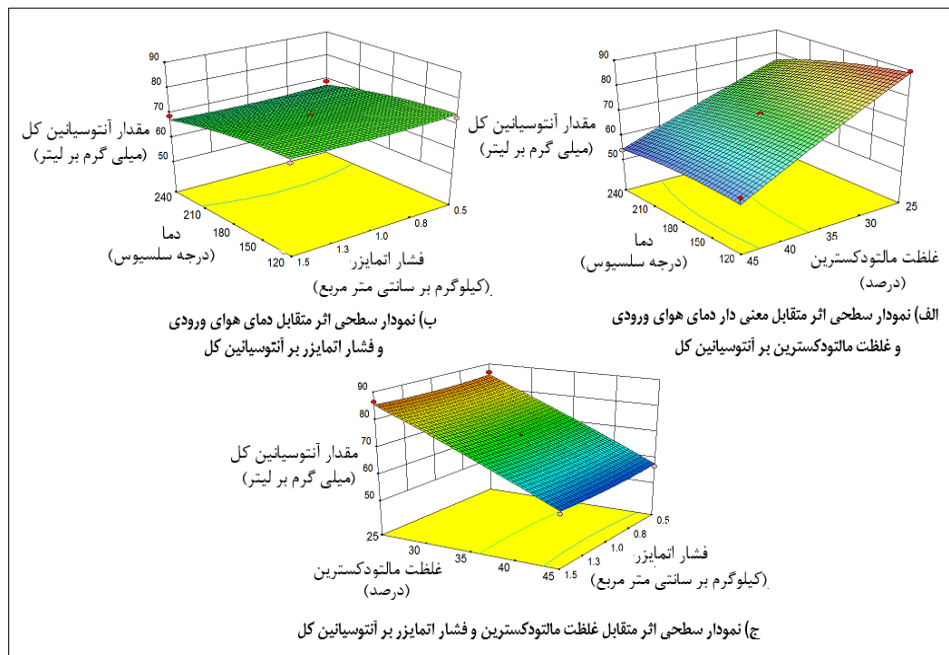 90
80
70
60
50
مقدار آنتوسیانین کل
(میلی گرم بر لیتر)
240
210
180
150
120
دما
(درجه سلسیوس)
1.5
1.3
1.0
0.8
0.5
فشار اتمایزر
(کیلوگرم بر سانتی متر مربع)
ب) نمودار سطحی اثر متقابل دمای هوای ورودی
و فشار اتمایزر بر آنتوسیانین کل
90
80
70
60
50
مقدار آنتوسیانین کل
(میلی گرم بر لیتر)
240
210
180
150
120
دما
(درجه سلسیوس)
45
40
35
30
25
غلظت مالتودکسترین
(درصد)
الف) نمودار سطحی اثر متقابل معنی دار دمای هوای ورودی
و غلظت مالتودکسترین بر آنتوسیانین کل
90
80
70
60
50
مقدار آنتوسیانین کل
(میلی گرم بر لیتر)
25
30
35
40
45
غلظت مالتودکسترین
(درصد)
1.5
1.3
1.0
0.8
0.5
فشار اتمایزر
(کیلوگرم بر سانتی متر مربع)
ج) نمودار سطحی اثر متقابل غلظت مالتودکسترین و فشار اتمایزر بر آنتوسیانین کل